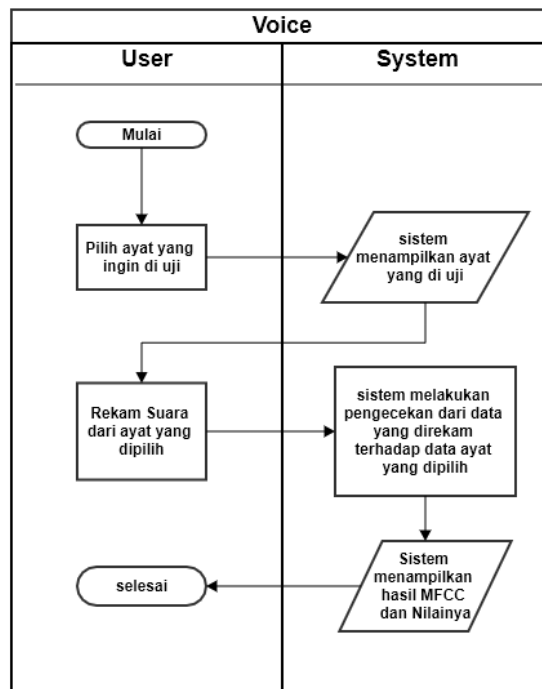 Voice
User
System
Mulai
Pilih ayat yang
ingin di uji
sistem
menampilkan ayat
yang di uji
Rekam Suara
dari ayat yang
dipilih
sistem melakukan
pengecekan dari data
yang direkam
terhadap data ayat
yang dipilih
Sistem
menampilkan
hasil MFCC
dan Nilainya
selesai